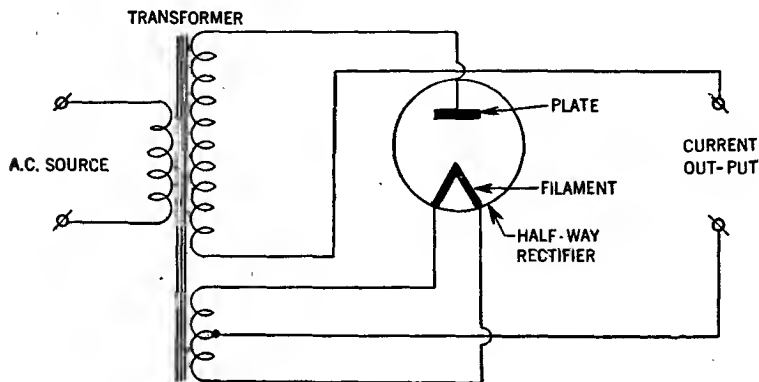 TRANSFORMER
A.C. SOURCE
PLATE
FILAMENT
HALF-WAY
RECTIFIER
CURRENT
OUT-PUT